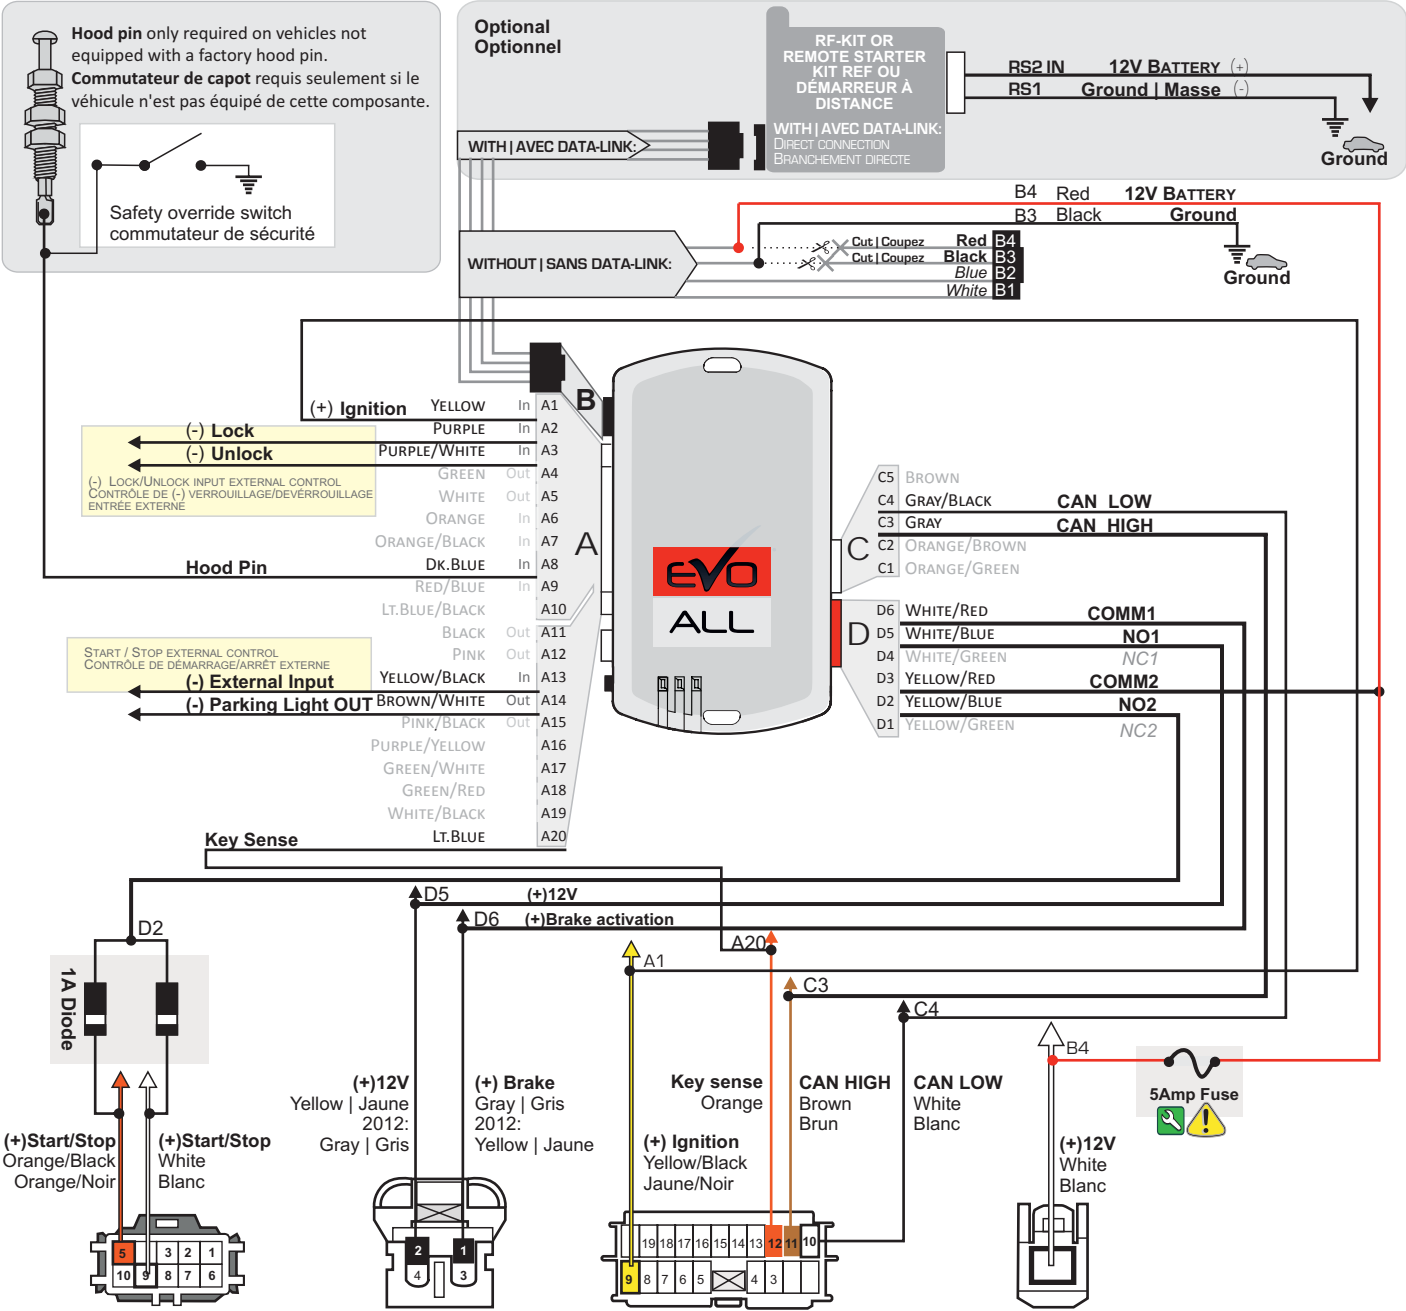 Hood pin only required on vehicles not
equipped with a factory hood pin.
Commutateur de capot requis seulement si le
véhicule n'est pas équipé de cette composante.
Safety override switch
commutateur de sécurité
Optional
Optionnel
RF-KIT OR
REMOTE STARTER
KIT REF OU
DÉMARREUR À
DISTANCE
WITH | AVEC DATA-LINK:
DIRECT CONNECTION
BRANCHEMENT DIRECTE
RS2 IN 12V BATTERY (+)
RS1 Ground | Masse (-)
Ground
WITH | AVEC DATA-LINK:
B4 Red 12V BATTERY
B3 Black Ground
Ground
WITHOUT | SANS DATA-LINK:
Cut | Coupez Red B4
Cut | Coupez Black B3
Blue B2
White B1
B
A
C
D
EVO
ALL
(+) Ignition YELLOW In A1
(-) Lock PURPLE In A2
(-) Unlock PURPLE/WHITE In A3
GREEN Out A4
WHITE Out A5
ORANGE In A6
ORANGE/BLACK In A7
Hood Pin DK.BLUE In A8
RED/BLUE In A9
LT.BLUE/BLACK A10
BLACK Out A11
PINK Out A12
(-) External Input YELLOW/BLACK In A13
(-) Parking Light OUT BROWN/WHITE Out A14
PINK/BLACK Out A15
PURPLE/YELLOW A16
GREEN/WHITE A17
GREEN/RED A18
WHITE/BLACK A19
Key Sense LT.BLUE A20
(-) LOCK/UNLOCK INPUT EXTERNAL CONTROL
CONTRÔLE DE (-) VERROUILLAGE/DEVÉRROUILLAGE
ENTRÉE EXTERNE
START / STOP EXTERNAL CONTROL
CONTRÔLE DE DÉMARRAGE/ARRÊT EXTERNE
C5 BROWN
C4 GRAY/BLACK CAN LOW
C3 GRAY CAN HIGH
C2 ORANGE/BROWN
C1 ORANGE/GREEN
D6 WHITE/RED COMM1
D5 WHITE/BLUE NO1
D4 WHITE/GREEN NC1
D3 YELLOW/RED COMM2
D2 YELLOW/BLUE NO2
D1 YELLOW/GREEN NC2
D5 (+)12V
D6 (+)Brake activation
D2
A20
A1
C3
C4
B4
1A Diode
5Amp Fuse
(+)Start/Stop
Orange/Black
Orange/Noir
(+)Start/Stop
White
Blanc
(+)12V
Yellow | Jaune
2012:
Gray | Gris
(+) Brake
Gray | Gris
2012:
Yellow | Jaune
Key sense
Orange
(+) Ignition
Yellow/Black
Jaune/Noir
CAN HIGH
Brown
Brun
CAN LOW
White
Blanc
(+)12V
White
Blanc
5 3 2 1
10 9 8 7 6
2 1
4 3
19 18 17 16 15 14 13 12 11 10
9 8 7 6 5 4 3